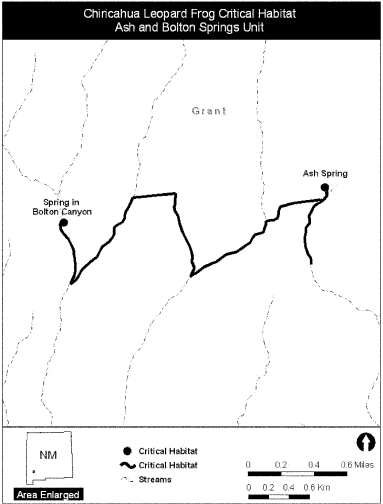 Chiricahua Leopard Frog Critical Habitat
Ash and Bolton Springs Unit
Grant
Ash Spring
Spring in
Bolton Canyon
NM
Area Enlarged
Critical Habitat
Critical Habitat
Streams
0 0.2 0.4 0.6 Miles
0 0.2 0.4 0.6 Km